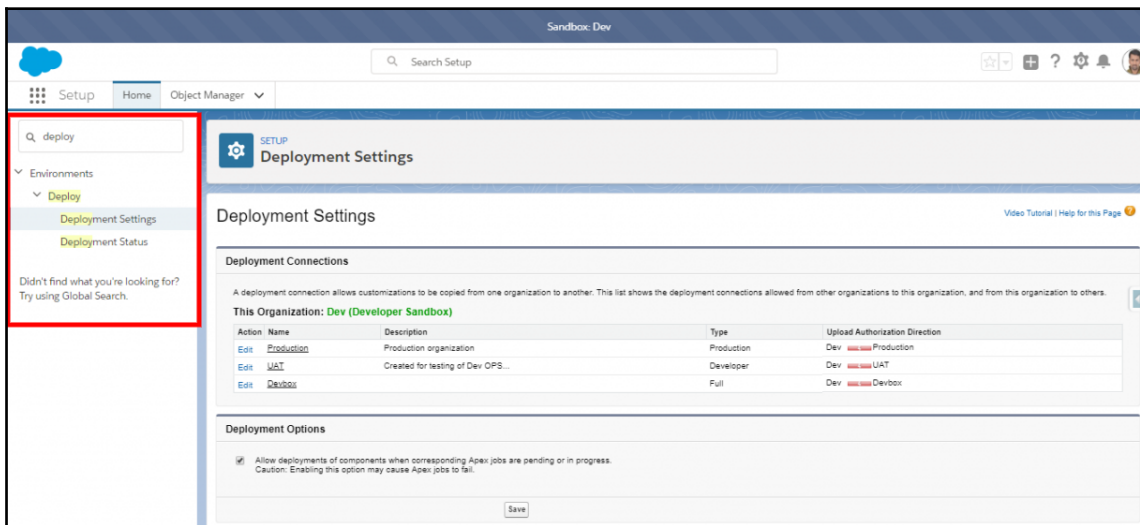 Sandbox: Dev
Search Setup
Setup Home Object Manager
deploy
Environments
Deploy
Deployment Settings
Deployment Status
Didn't find what you're looking for?
Try using Global Search.
SETUP
Deployment Settings
Deployment Settings
Video Tutorial | Help for this Page
Deployment Connections
A deployment connection allows customizations to be copied from one organization to another. This list shows the deployment connections allowed from other organizations to this organization, and from this organization to others.
This Organization: Dev (Developer Sandbox)
Action Name Description Type Upload Authorization Direction
Edit Production Production organization Production Dev Production
Edit UAT Created for testing of Dev OPS... Developer Dev UAT
Edit Devbox Full Dev Devbox
Deployment Options
Allow deployments of components when corresponding Apex jobs are pending or in progress.
Caution: Enabling this option may cause Apex jobs to fail.
Save